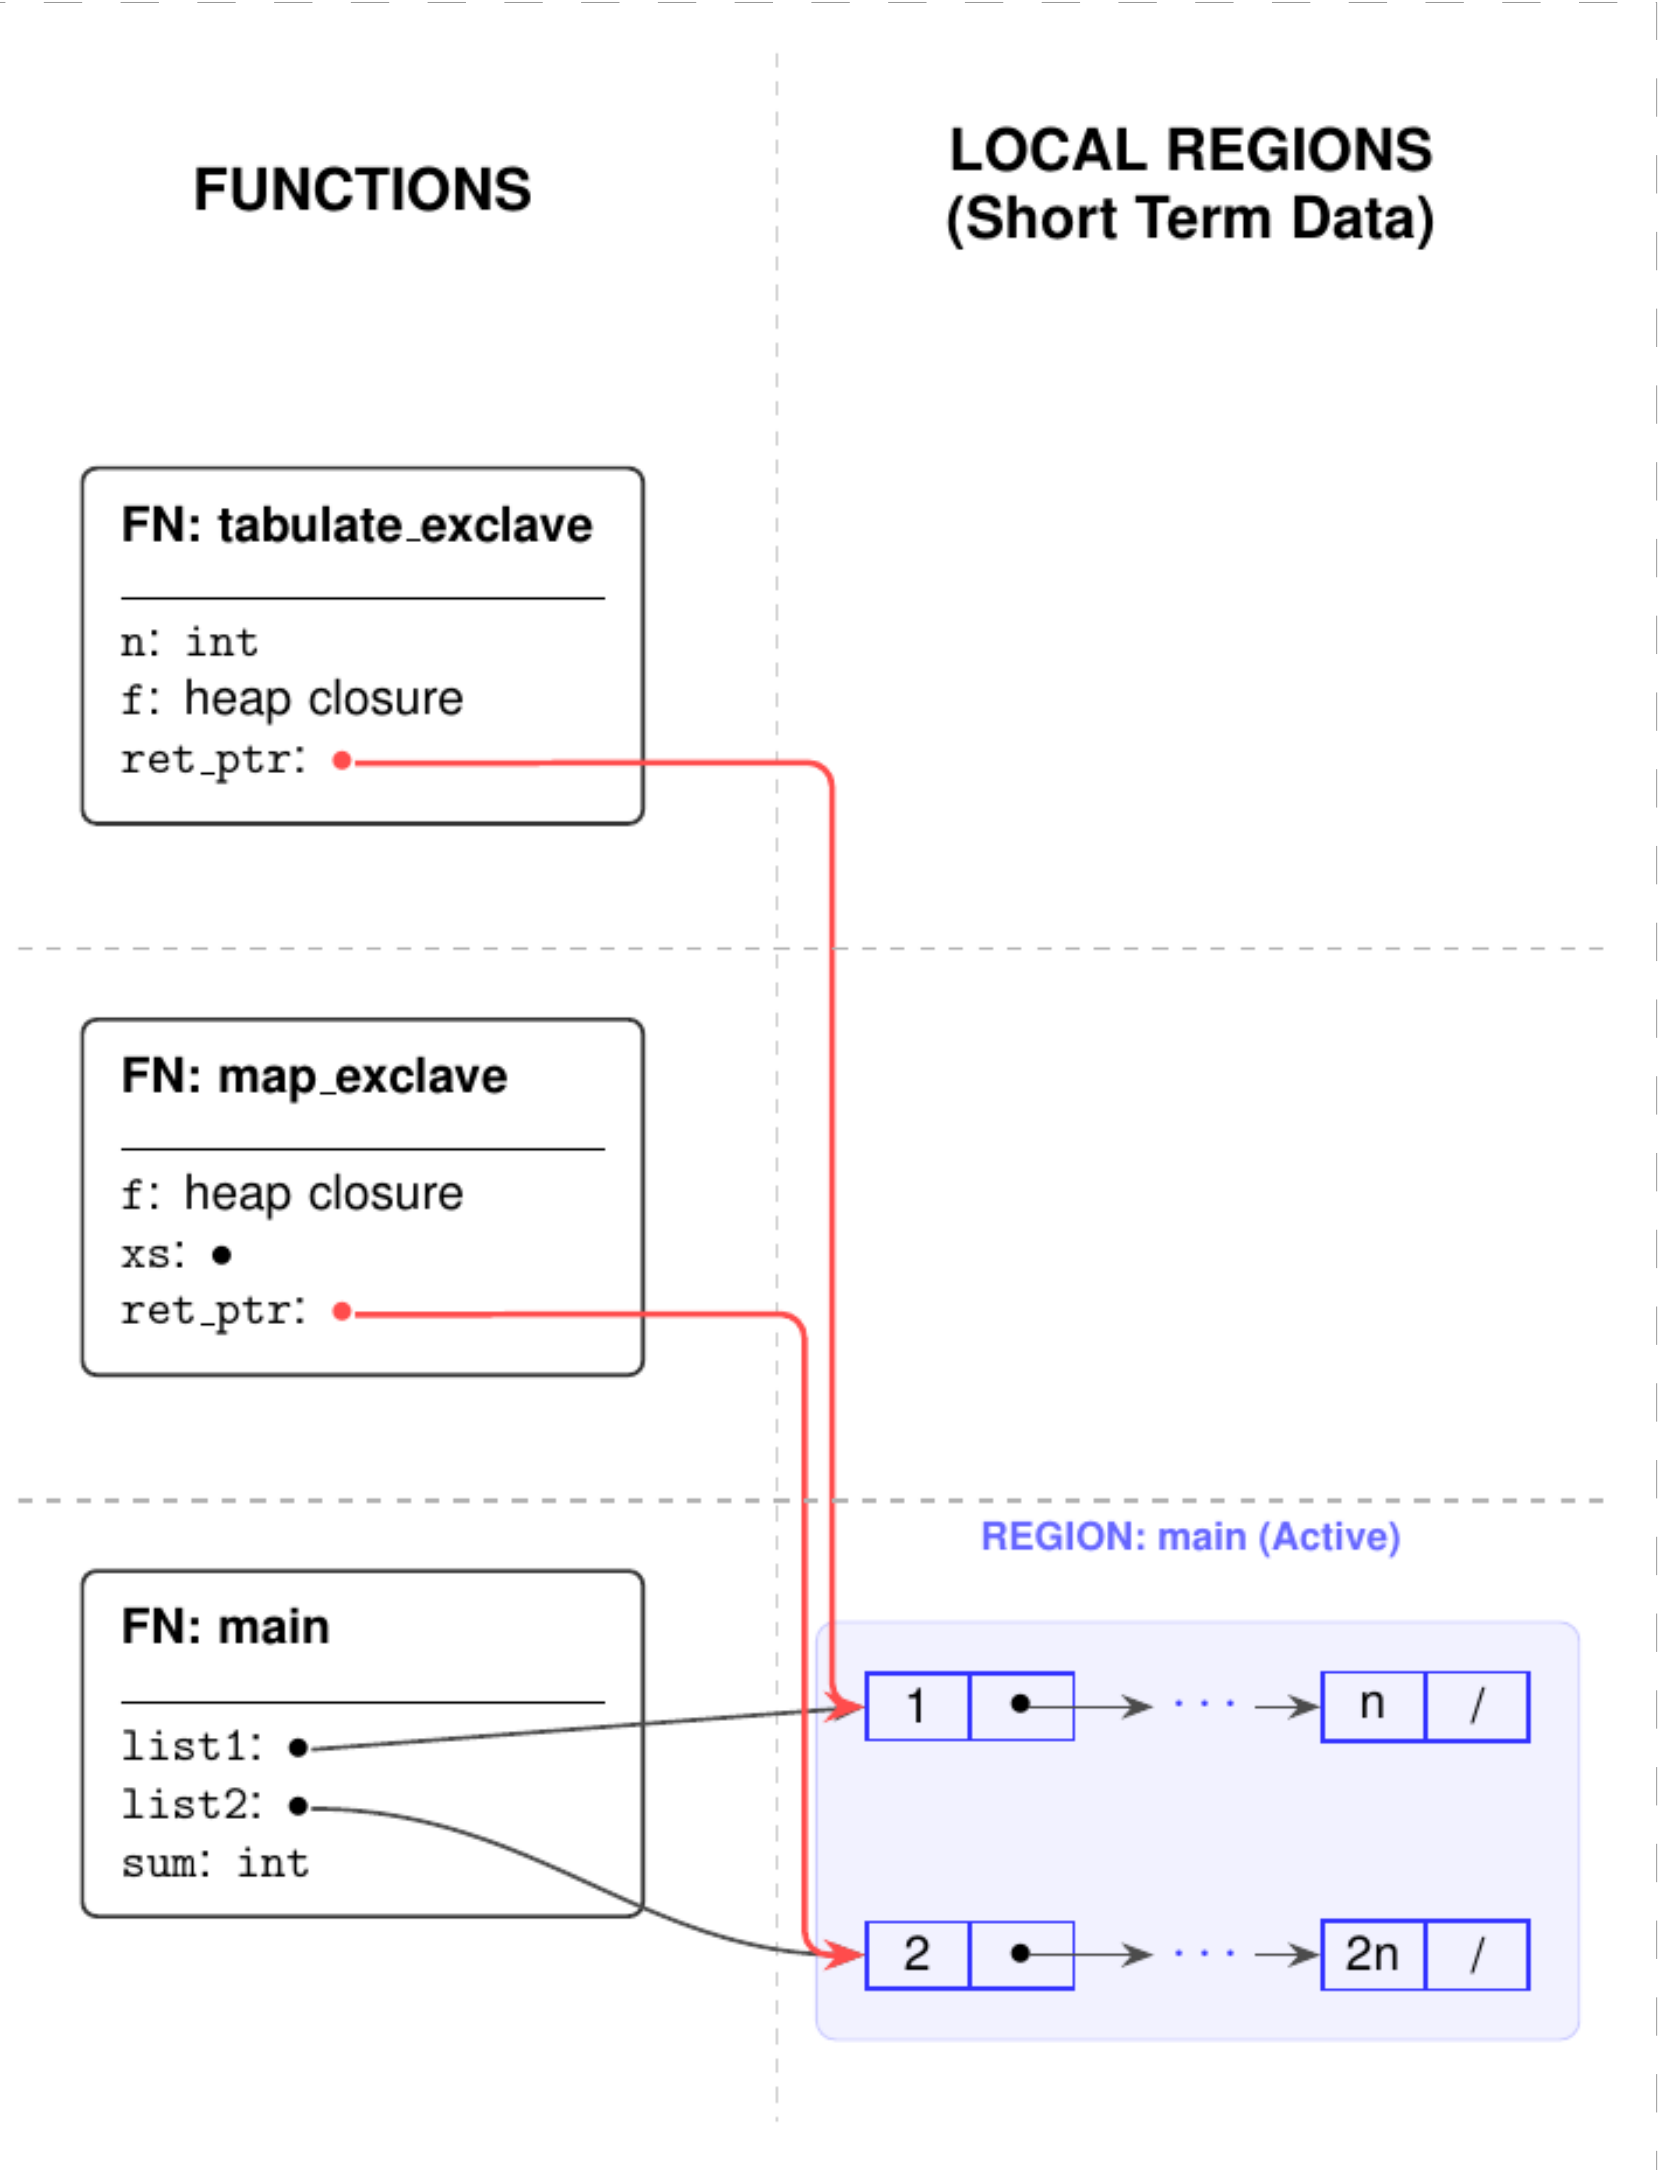 FUNCTIONS
LOCAL REGIONS
(Short Term Data)
FN: tabulate_exclave
n: int
f: heap closure
ret_ptr:
FN: map_exclave
f: heap closure
xs:
ret_ptr:
REGION: main (Active)
FN: main
list1:
list2:
sum: int
1 ... n /
2 ... 2n /